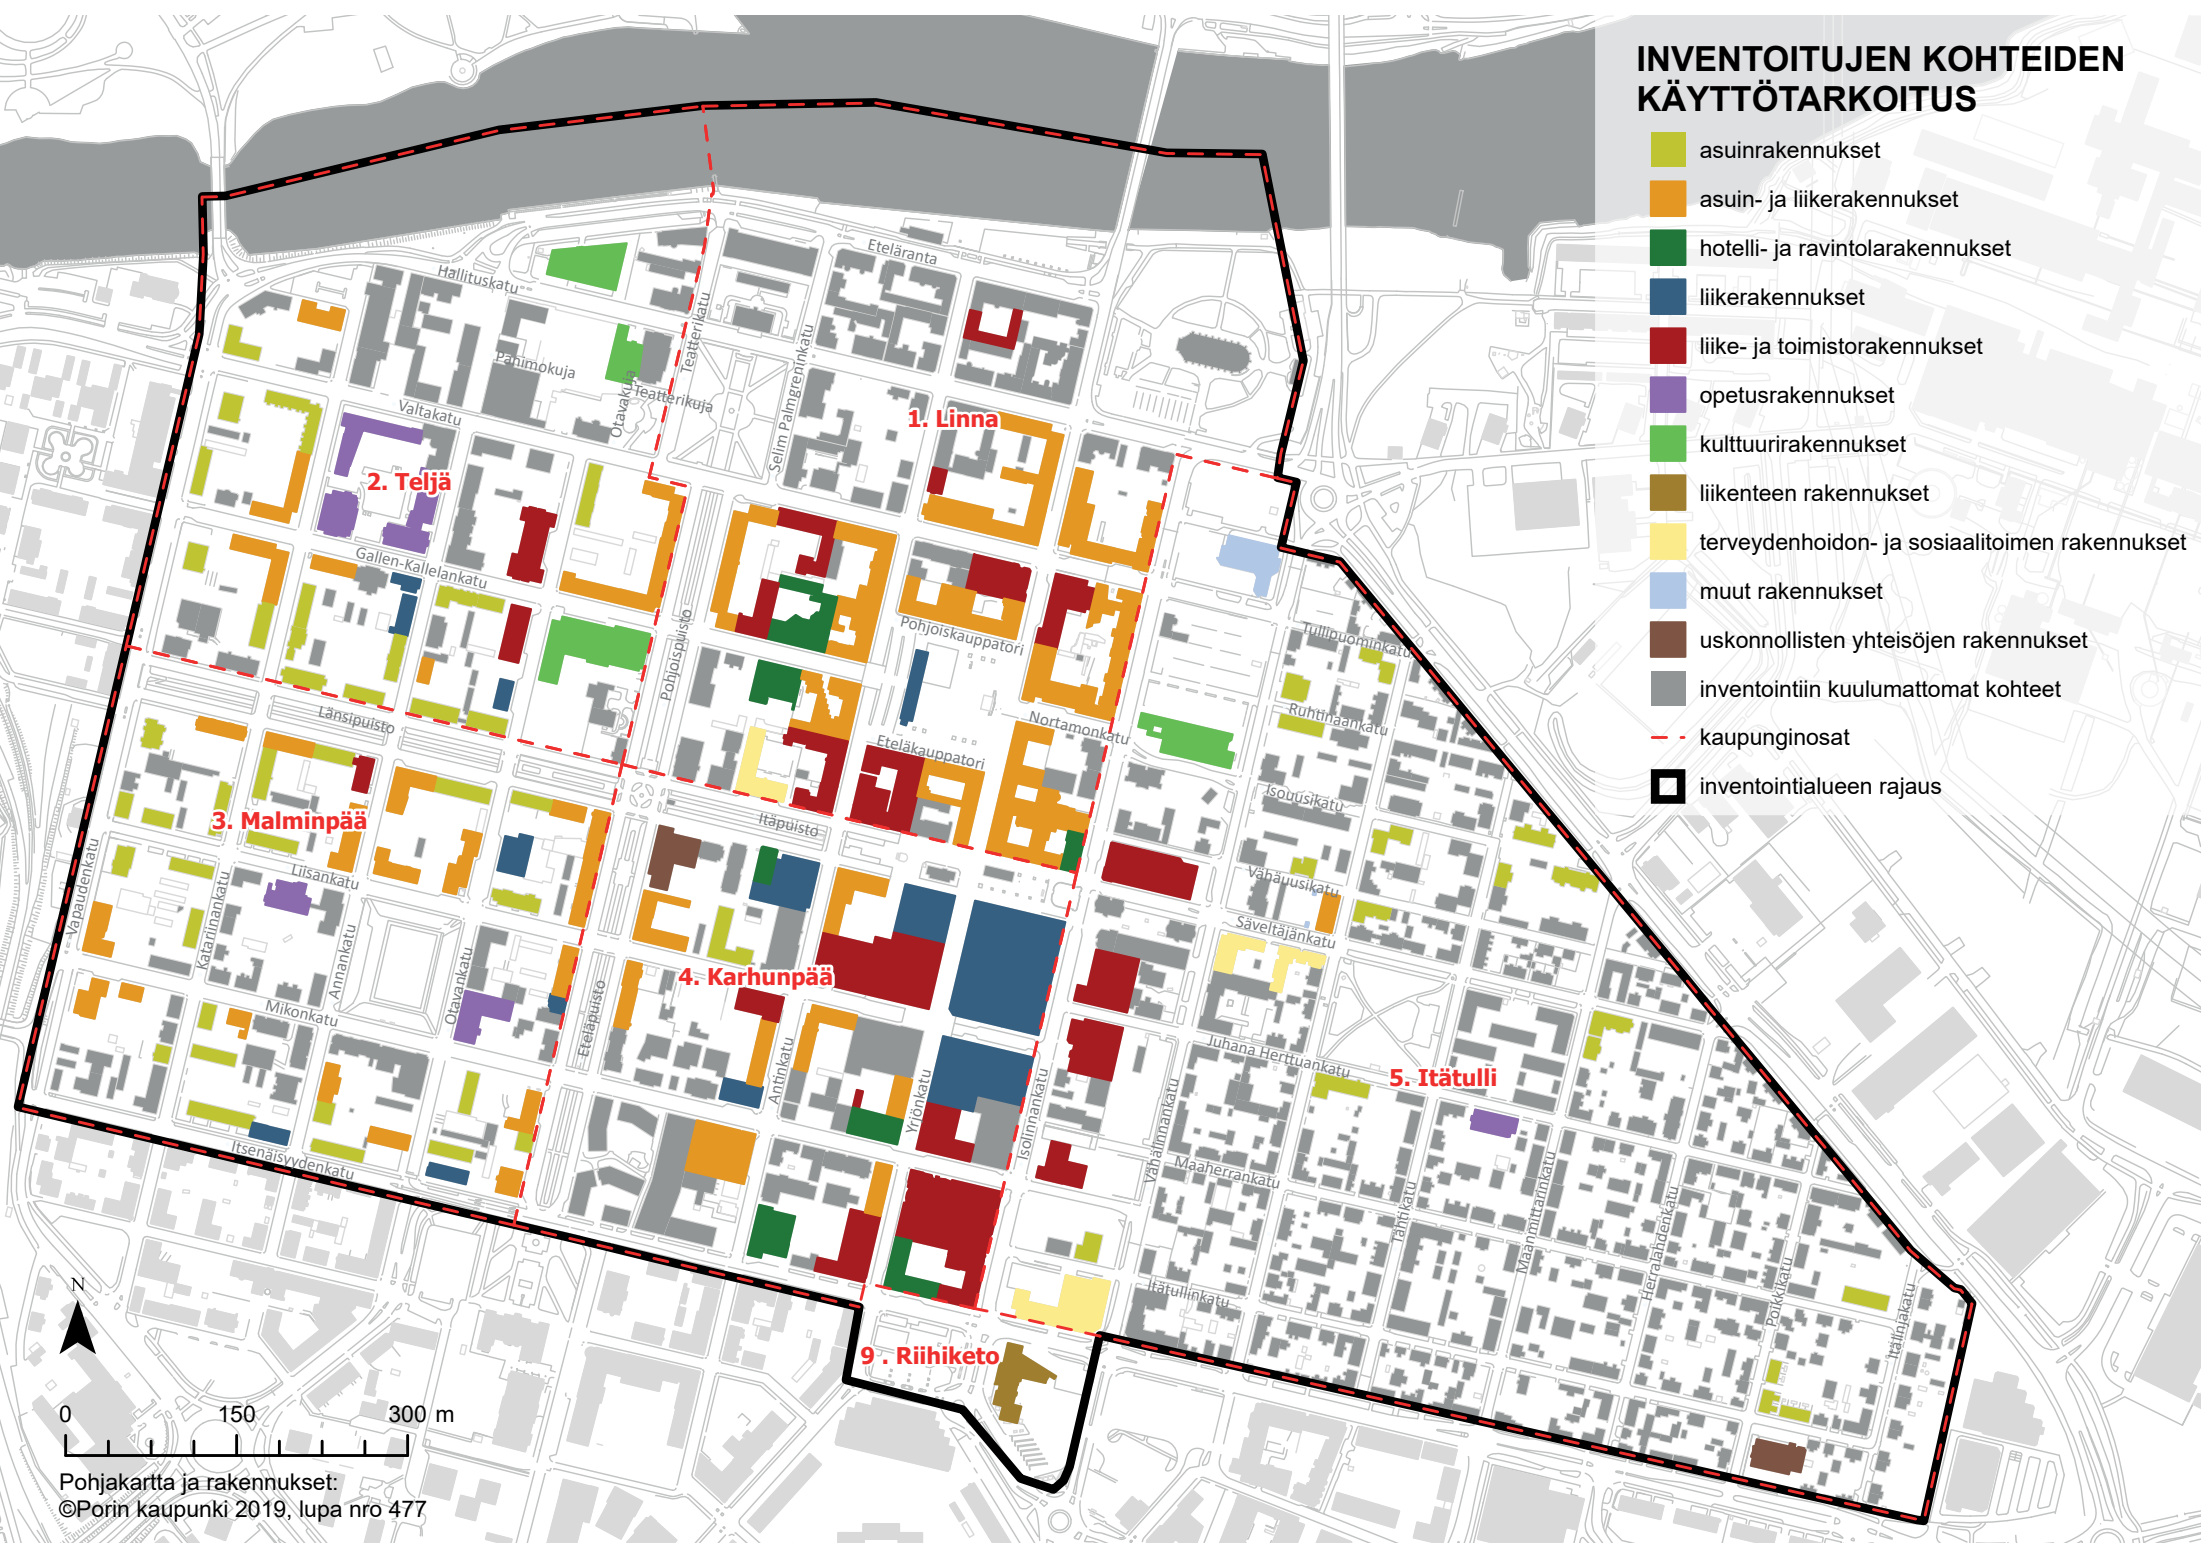 INVENTOITUJEN KOHTEIDEN
KÄYTTÖTARKOITUS
asuinrakennukset
asuin- ja liikerakennukset
hotelli- ja ravintolarakennukset
liikerakennukset
liike- ja toimistorakennukset
opetusrakennukset
kulttuurirakennukset
liikenteen rakennukset
terveydenhoidon- ja sosiaalitoimen rakennukset
muut rakennukset
uskonnollisten yhteisöjen rakennukset
inventointiin kuulumattomat kohteet
kaupunginosat
inventointialueen rajaus
Eteläranta
Hallituskatu
Teatterikatu
Selim Palmgreninkatu
Panimokuja
Otavakuja
Teatterikuja
Valtakatu
1. Linna
2. Teljä
Gallen-Kallelankatu
Pohjoispuisto
Pohjoiskauppatori
Tullipuominkatu
Länsipuisto
Nortamonkatu
Ruhtinaankatu
Eteläkauppatori
Isouusikatu
3. Malminpää
Itäpuisto
Vapaudenkatu
Liisankatu
Katariinankatu
Vähäuusikatu
Annankatu
Otavankatu
Säveltäjänkatu
4. Karhunpää
Mikonkatu
Eteläpuisto
Antinkatu
Yrjönkatu
Isolinnankatu
Juhana Herttuankatu
5. Itätulli
Vähälinnankatu
Itsenäisyydenkatu
Maaherrankatu
Tähtikatu
Maanmittarinkatu
Herralahdenkatu
Poikkikatu
Itälinjakatu
Itätullinkatu
9 . Riihiketo
N
0 150 300 m
Pohjakartta ja rakennukset:
©Porin kaupunki 2019, lupa nro 477